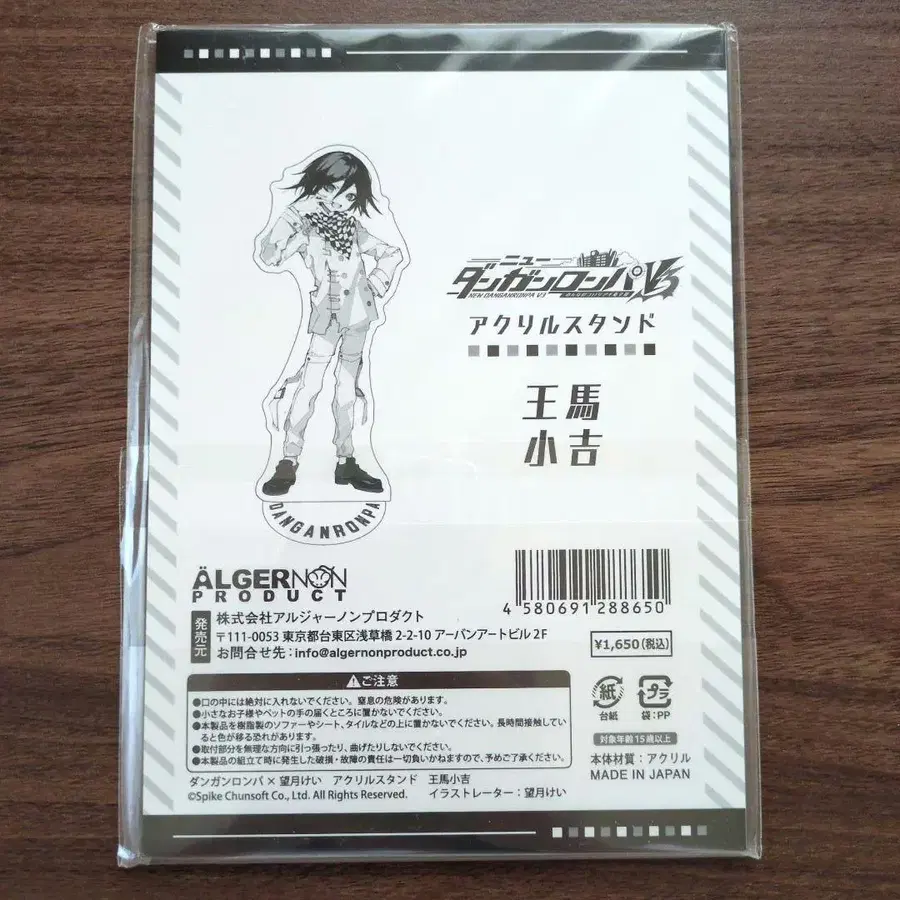 ニュー
ダンガンロンパV3
NEW DANGANRONPA V3
アクリルスタンド
王馬
小吉
DANGANRONPA
ÄLGERNON
PRODUCT
4 580691 288650
発売元
株式会社アルジャーノンプロダクト
〒111-0053 東京都台東区浅草橋 2-2-10 アーバンアートビル 2F
お問合せ先：info@algernonproduct.co.jp
¥1,650(税込)
ご注意
●口の中には絶対に入れないでください。窒息の危険があります。
●小さなお子様やペットの手の届くところに置かないでください。
●本製品を樹脂製のソファーやシート、タイルなどの上に置かないでください。長時間接触していると色が移る恐れがあります。
●取付部分を無理な方向に引っ張ったり、曲げたりしないでください。
●本製品の組立て時に発生した破損・故障の責任は一切負いかねますので、予めご了承ください。
紙
台紙
プラ
袋：PP
対象年齢 15歳以上
本体材質：アクリル
MADE IN JAPAN
ダンガンロンパ × 望月けい アクリルスタンド 王馬小吉
©Spike Chunsoft Co., Ltd. All Rights Reserved.
イラストレーター：望月けい